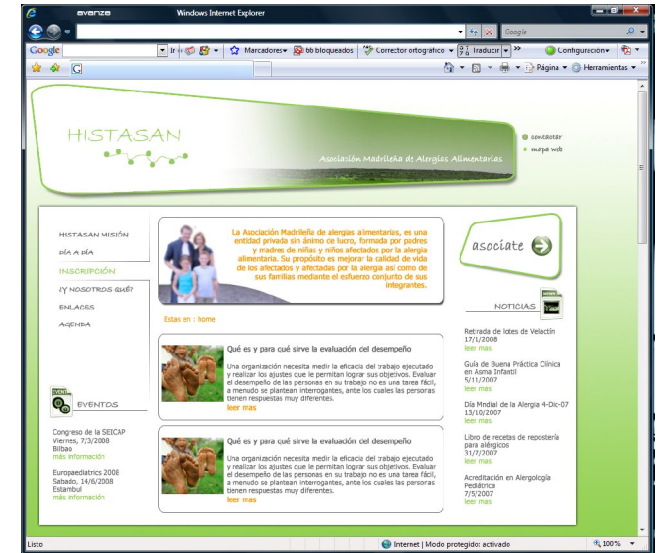 avanza
Windows Internet Explorer
Google
Google
Ir
Marcadores
bb bloqueados
Corrector ortográfico
Traducir
Configuración
Página
Herramientas
HISTASAN
Asociación Madrileña de Alergias Alimentarias
contactar
mapa web
HISTASAN MISIÓN
DÍA A DÍA
INSCRIPCIÓN
¿Y NOSOTROS QUÉ?
ENLACES
AGENDA
La Asociación Madrileña de alergias alimentarias, es una
entidad privada sin ánimo de lucro, formada por padres
y madres de niñas y niños afectados por la alergia
alimentaria. Su propósito es mejorar la calidad de vida
de los afectados y afectadas por la alergia así como de
sus familias mediante el esfuerzo conjunto de sus
integrantes.
asociate
Estas en : home
Qué es y para qué sirve la evaluación del desempeño
Una organización necesita medir la eficacia del trabajo ejecutado
y realizar los ajustes que le permitan lograr sus objetivos. Evaluar
el desempeño de las personas en su trabajo no es una tarea fácil,
a menudo se plantean interrogantes, ante los cuales las personas
tienen respuestas muy diferentes.
leer mas
Qué es y para qué sirve la evaluación del desempeño
Una organización necesita medir la eficacia del trabajo ejecutado
y realizar los ajustes que le permitan lograr sus objetivos. Evaluar
el desempeño de las personas en su trabajo no es una tarea fácil,
a menudo se plantean interrogantes, ante los cuales las personas
tienen respuestas muy diferentes.
leer mas
EVENTOS
Congreso de la SEICAP
Viernes, 7/3/2008
Bilbao
más información
Europaediatrics 2008
Sabado, 14/6/2008
Estambul
más información
NOTICIAS
Retirada de lotes de Velactín
17/1/2008
leer mas
Guía de Buena Práctica Clínica
en Asma Infantil
5/11/2007
leer mas
Día Mndial de la Alergia 4-Dic-07
13/10/2007
leer mas
Libro de recetas de repostería
para alérgicos
31/7/2007
leer mas
Acreditación en Alergología
Pediátrica
7/5/2007
leer mas
Listo
Internet | Modo protegido: activado
100%